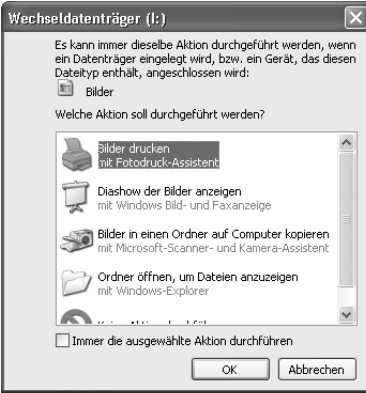 Wechseldatenträger (I:)
Es kann immer dieselbe Aktion durchgeführt werden, wenn
ein Datenträger eingelegt wird, bzw. ein Gerät, das diesen
Dateityp enthält, angeschlossen wird:
Bilder
Welche Aktion soll durchgeführt werden?
Bilder drucken
mit Fotodruck-Assistent
Diashow der Bilder anzeigen
mit Windows Bild- und Faxanzeige
Bilder in einen Ordner auf Computer kopieren
mit Microsoft-Scanner- und Kamera-Assistent
Ordner öffnen, um Dateien anzuzeigen
mit Windows-Explorer
Immer die ausgewählte Aktion durchführen
OK
Abbrechen